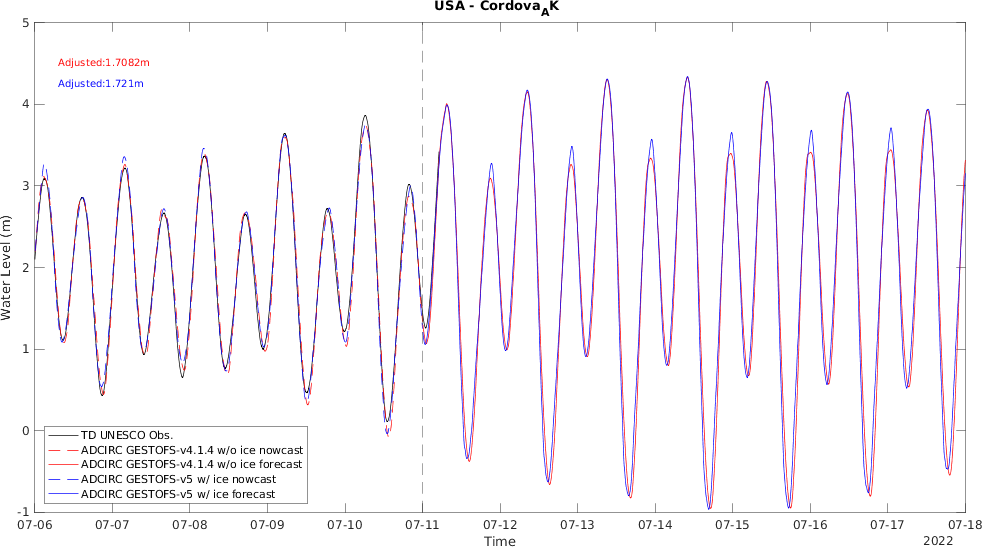 USA - Cordova_AK
5
Adjusted:1.7082m
Adjusted:1.721m
4
3
2
1
0
-1
Water Level (m)
TD UNESCO Obs.
ADCIRC GESTOFS-v4.1.4 w/o ice nowcast
ADCIRC GESTOFS-v4.1.4 w/o ice forecast
ADCIRC GESTOFS-v5 w/ ice nowcast
ADCIRC GESTOFS-v5 w/ ice forecast
07-06 07-07 07-08 07-09 07-10 07-11 07-12 07-13 07-14 07-15 07-16 07-17 07-18
Time
2022